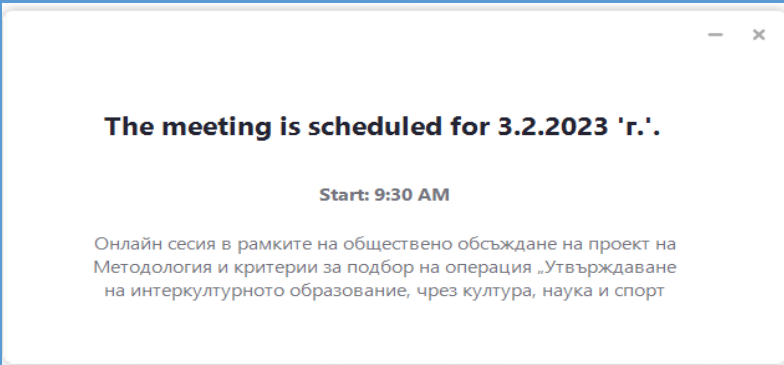 The meeting is scheduled for 3.2.2023 'г.'.
Start: 9:30 AM
Онлайн сесия в рамките на обществено обсъждане на проект на
Методология и критерии за подбор на операция „Утвърждаване
на интеркултурното образование, чрез култура, наука и спорт